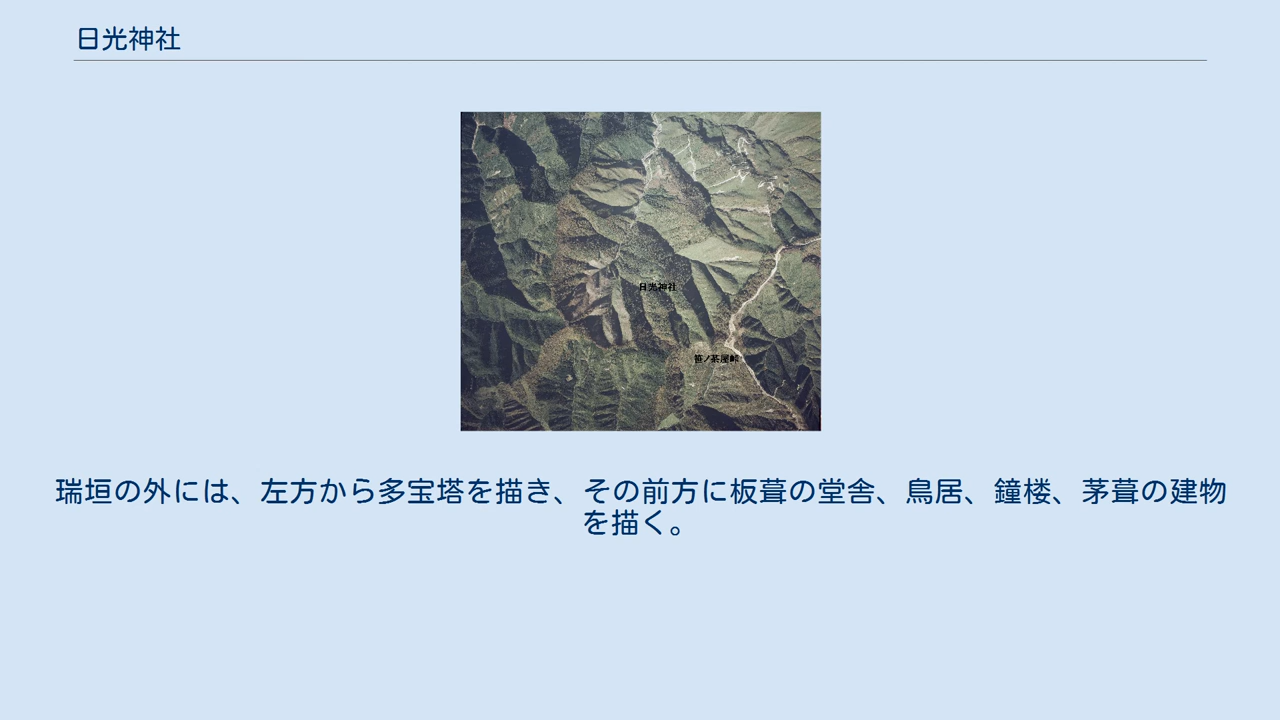 日光神社
日光神社
笹ノ茶屋峠
瑞垣の外には、左方から多宝塔を描き、その前方に板葺の堂舎、鳥居、鐘楼、茅葺の建物
を描く。